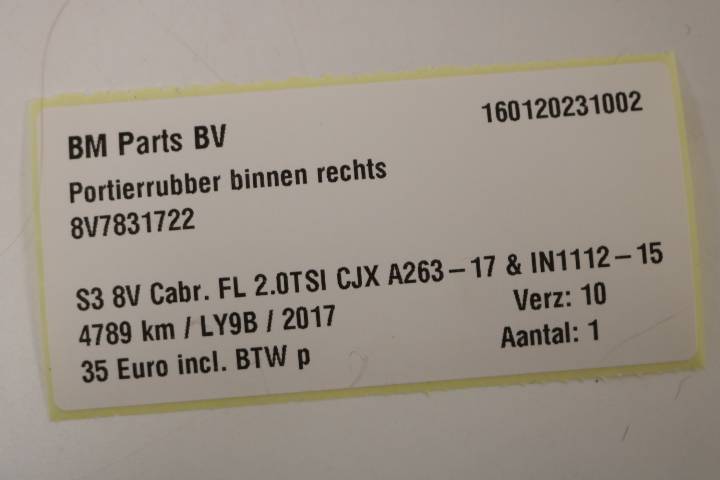 BM Parts BV 160120231002
Portierrubber binnen rechts
8V7831722
S3 8V Cabr. FL 2.0TSI CJX A263-17 & IN1112-15
4789 km / LY9B / 2017 Verz: 10
35 Euro incl. BTW p Aantal: 1